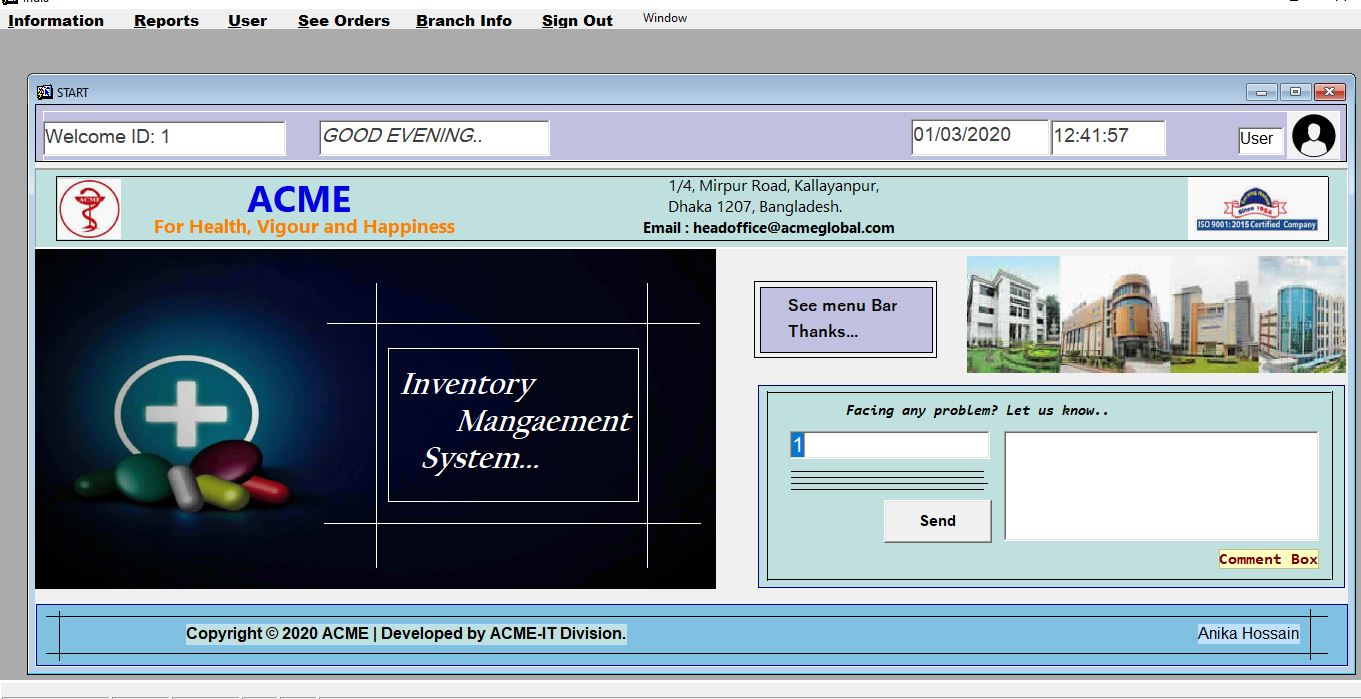 Information Reports User See Orders Branch Info Sign Out Window
START
Welcome ID: 1 GOOD EVENING.. 01/03/2020 12:41:57 User
ACME
ACME
For Health, Vigour and Happiness
1/4, Mirpur Road, Kallayanpur,
Dhaka 1207, Bangladesh.
Email : headoffice@acmeglobal.com
Since 1954
ISO 9001: 2015 Certified Company
See menu Bar
Thanks...
Inventory
Mangaement
System...
Facing any problem? Let us know..
1
Send
Comment Box
Copyright © 2020 ACME | Developed by ACME-IT Division.
Anika Hossain